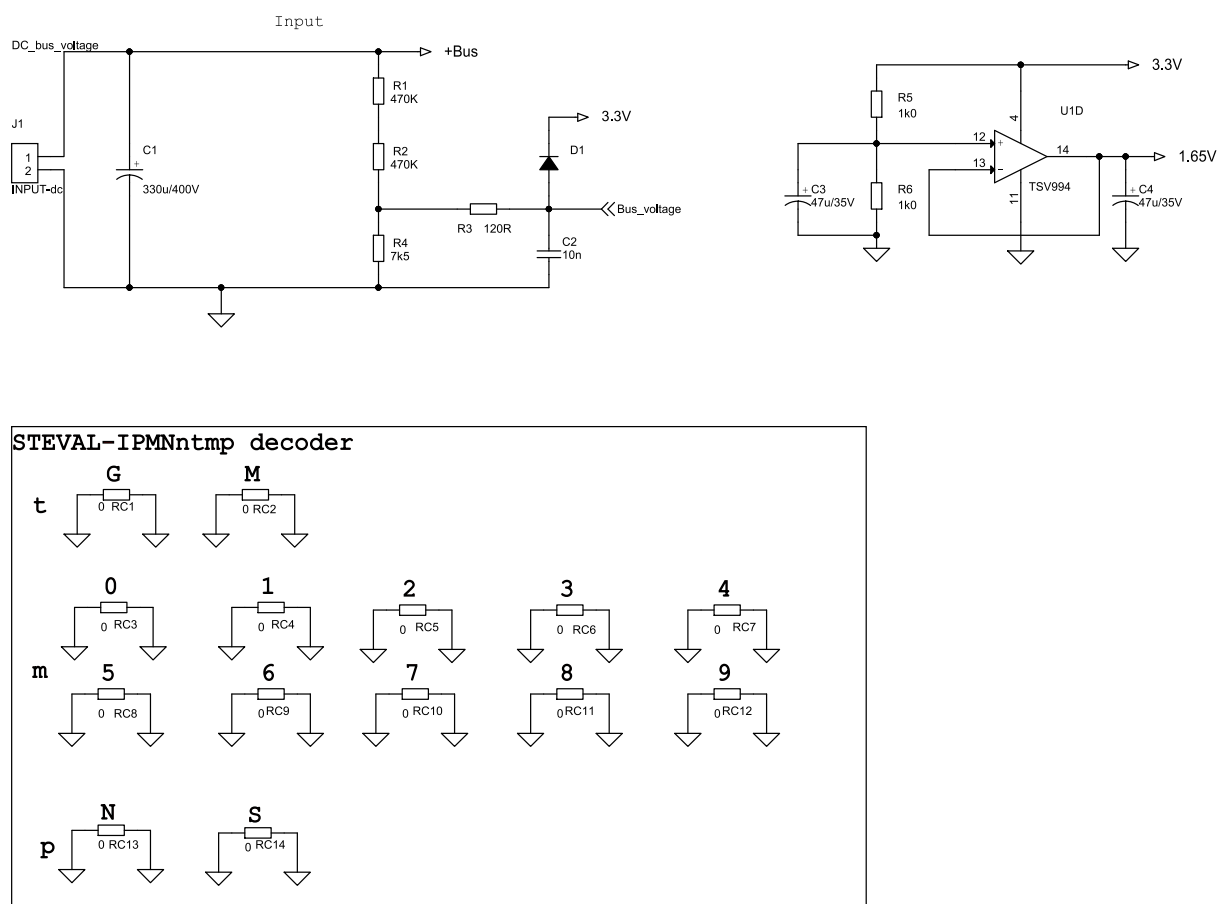 Input
DC_bus_voltage
+Bus
R1
470K
J1
1
2
INPUT-dc
C1
+
330u/400V
R2
470K
3.3V
D1
R3 120R
Bus_voltage
R4
7k5
C2
10n
3.3V
R5
1k0
4
U1D
12
+
13
-
14
1.65V
11
TSV994
+
C3
47u/35V
R6
1k0
+
C4
47u/35V
STEVAL-IPMNntmp decoder
G M
t
0 RC1 0 RC2
0 1 2 3 4
0 RC3 0 RC4 0 RC5 0 RC6 0 RC7
m
5 6 7 8 9
0 RC8 0 RC9 0 RC10 0 RC11 0 RC12
N S
p
0 RC13 0 RC14